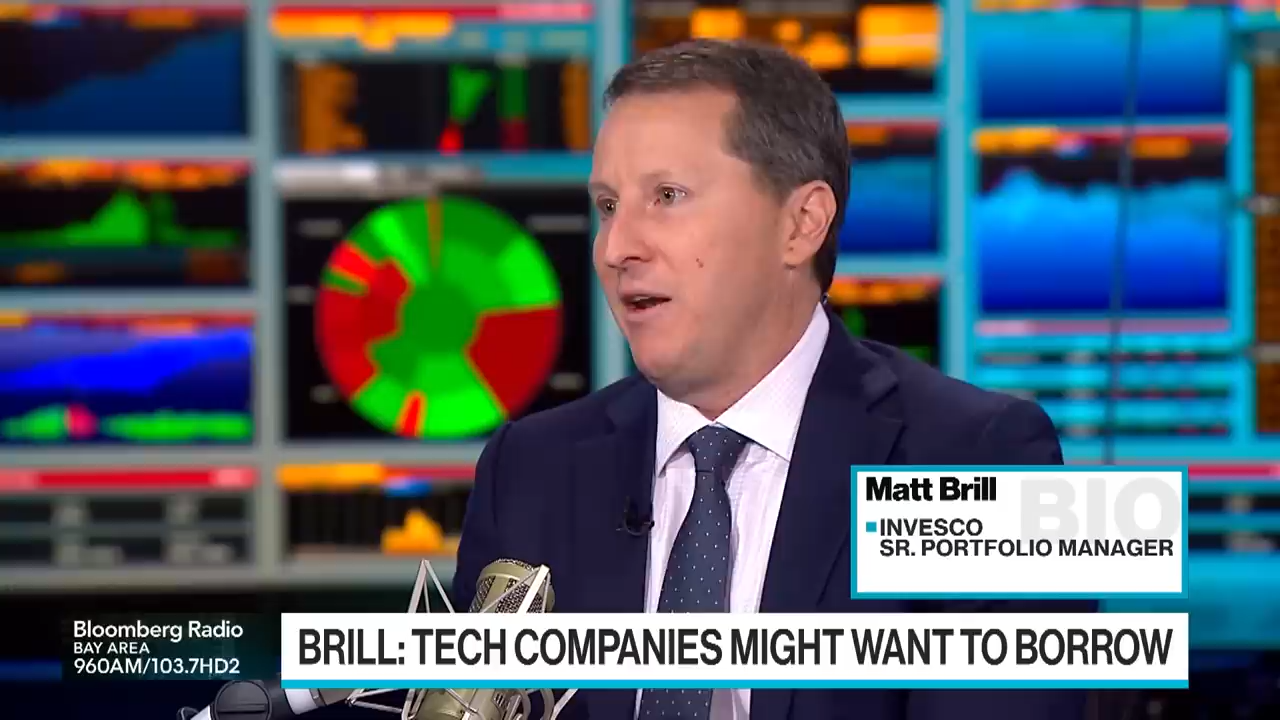 Matt Brill
BIO
INVESCO
SR. PORTFOLIO MANAGER
Bloomberg Radio
BAY AREA
960AM/103.7HD2
BRILL: TECH COMPANIES MIGHT WANT TO BORROW